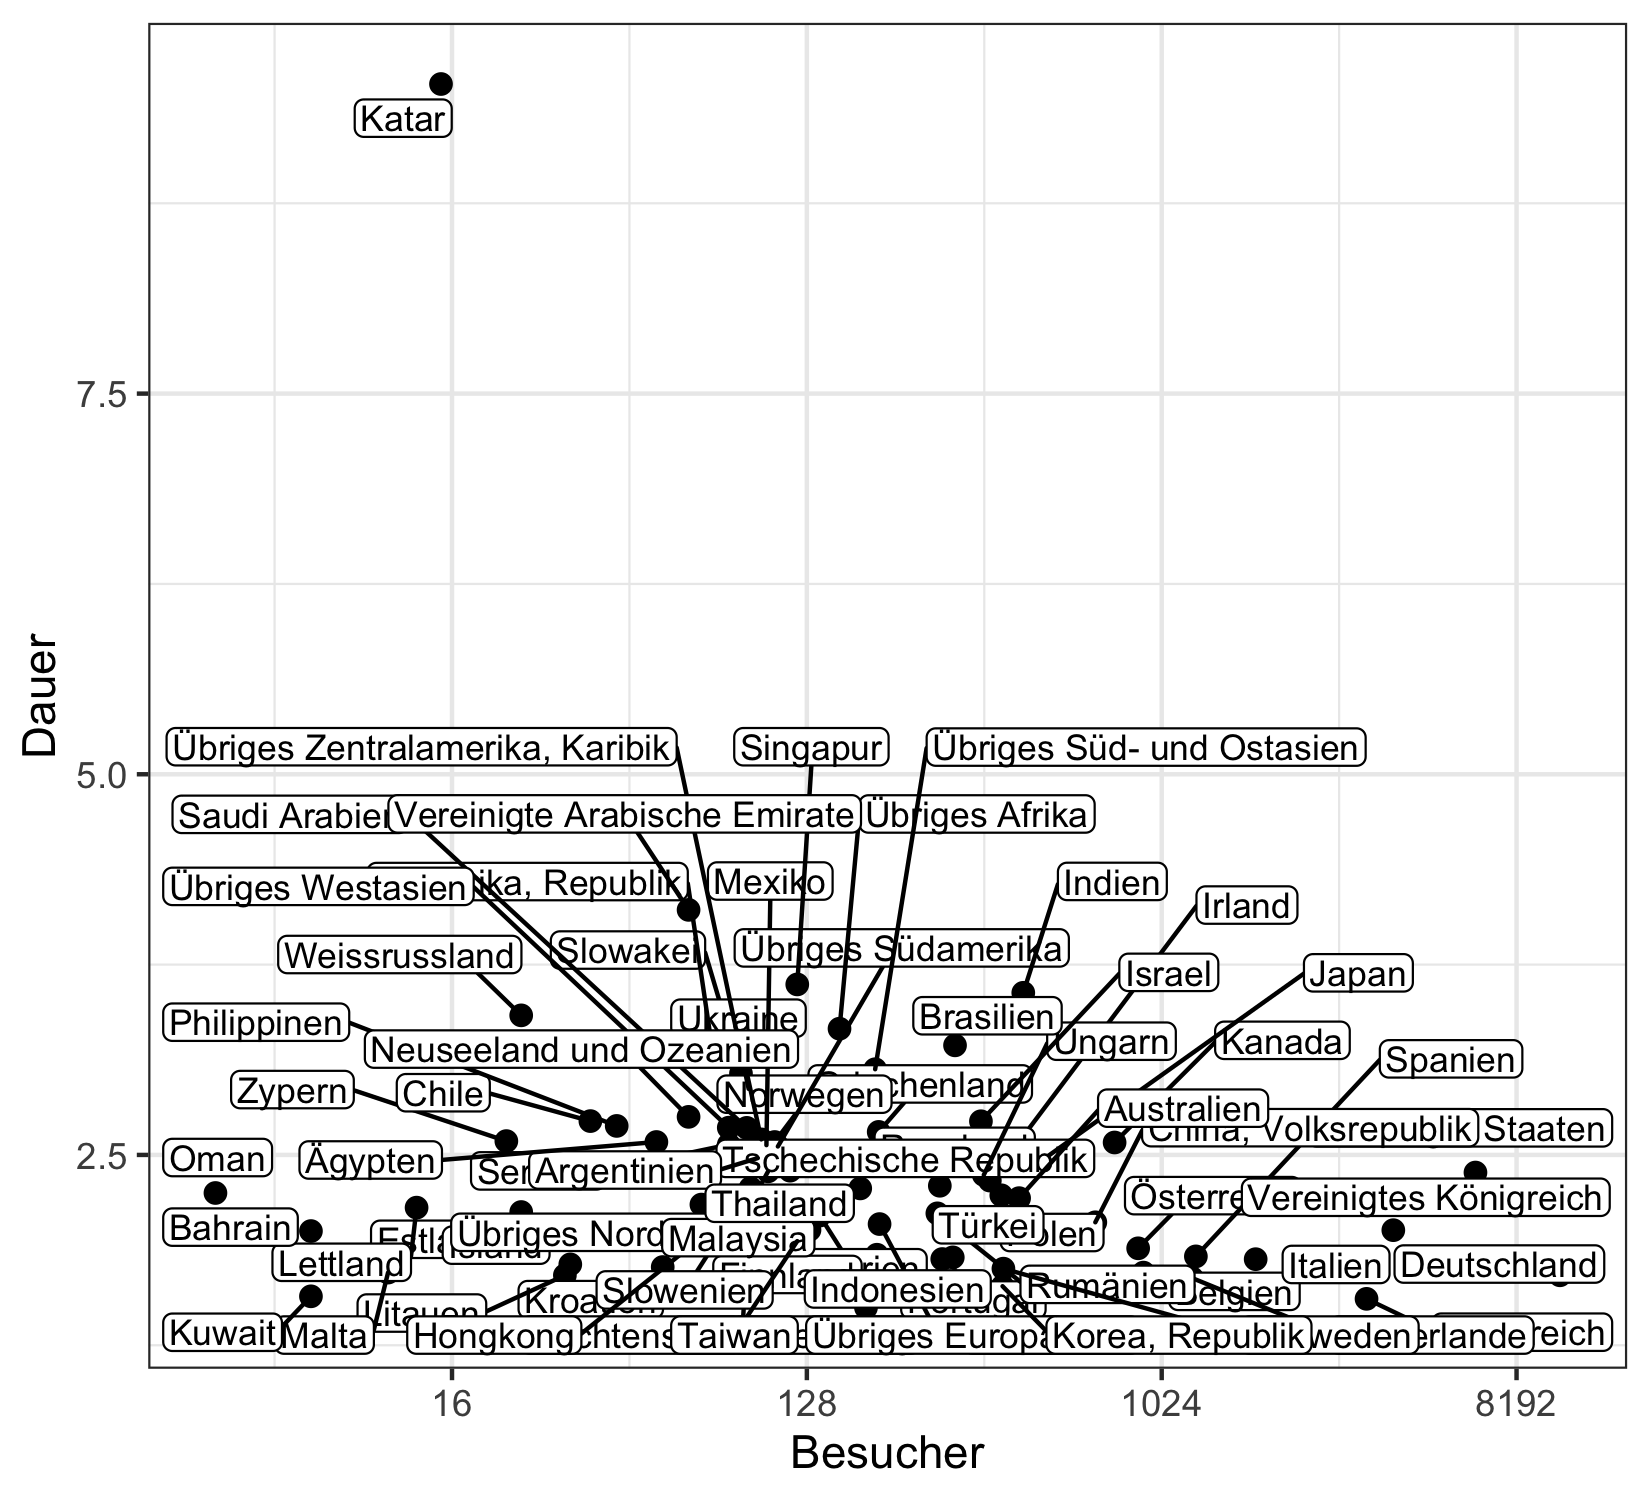 Katar
7.5
Dauer
5.0
Übriges Zentralamerika, Karibik
Singapur
Übriges Süd- und Ostasien
Saudi Arabien
Vereinigte Arabische Emirate
Übriges Afrika
Übriges Westasien
Republik
Mexiko
Indien
Irland
Weissrussland
Slowakei
Übriges Südamerika
Israel
Japan
Philippinen
Ukraine
Brasilien
Neuseeland und Ozeanien
Ungarn
Kanada
Spanien
Zypern
Chile
Norwegen
Australien
China, Volksrepublik
Staaten
2.5
Oman
Ägypten
Argentinien
Tschechische Republik
Thailand
Vereinigtes Königreich
Bahrain
Übriges Nord
Malaysia
Türkei
Polen
Lettland
Italien
Deutschland
Litauen
Slowenien
Indonesien
Rumänien
Belgien
Kuwait
Malta
Hongkong
Taiwan
Übriges Europa
Korea, Republik
16
128
1024
8192
Besucher